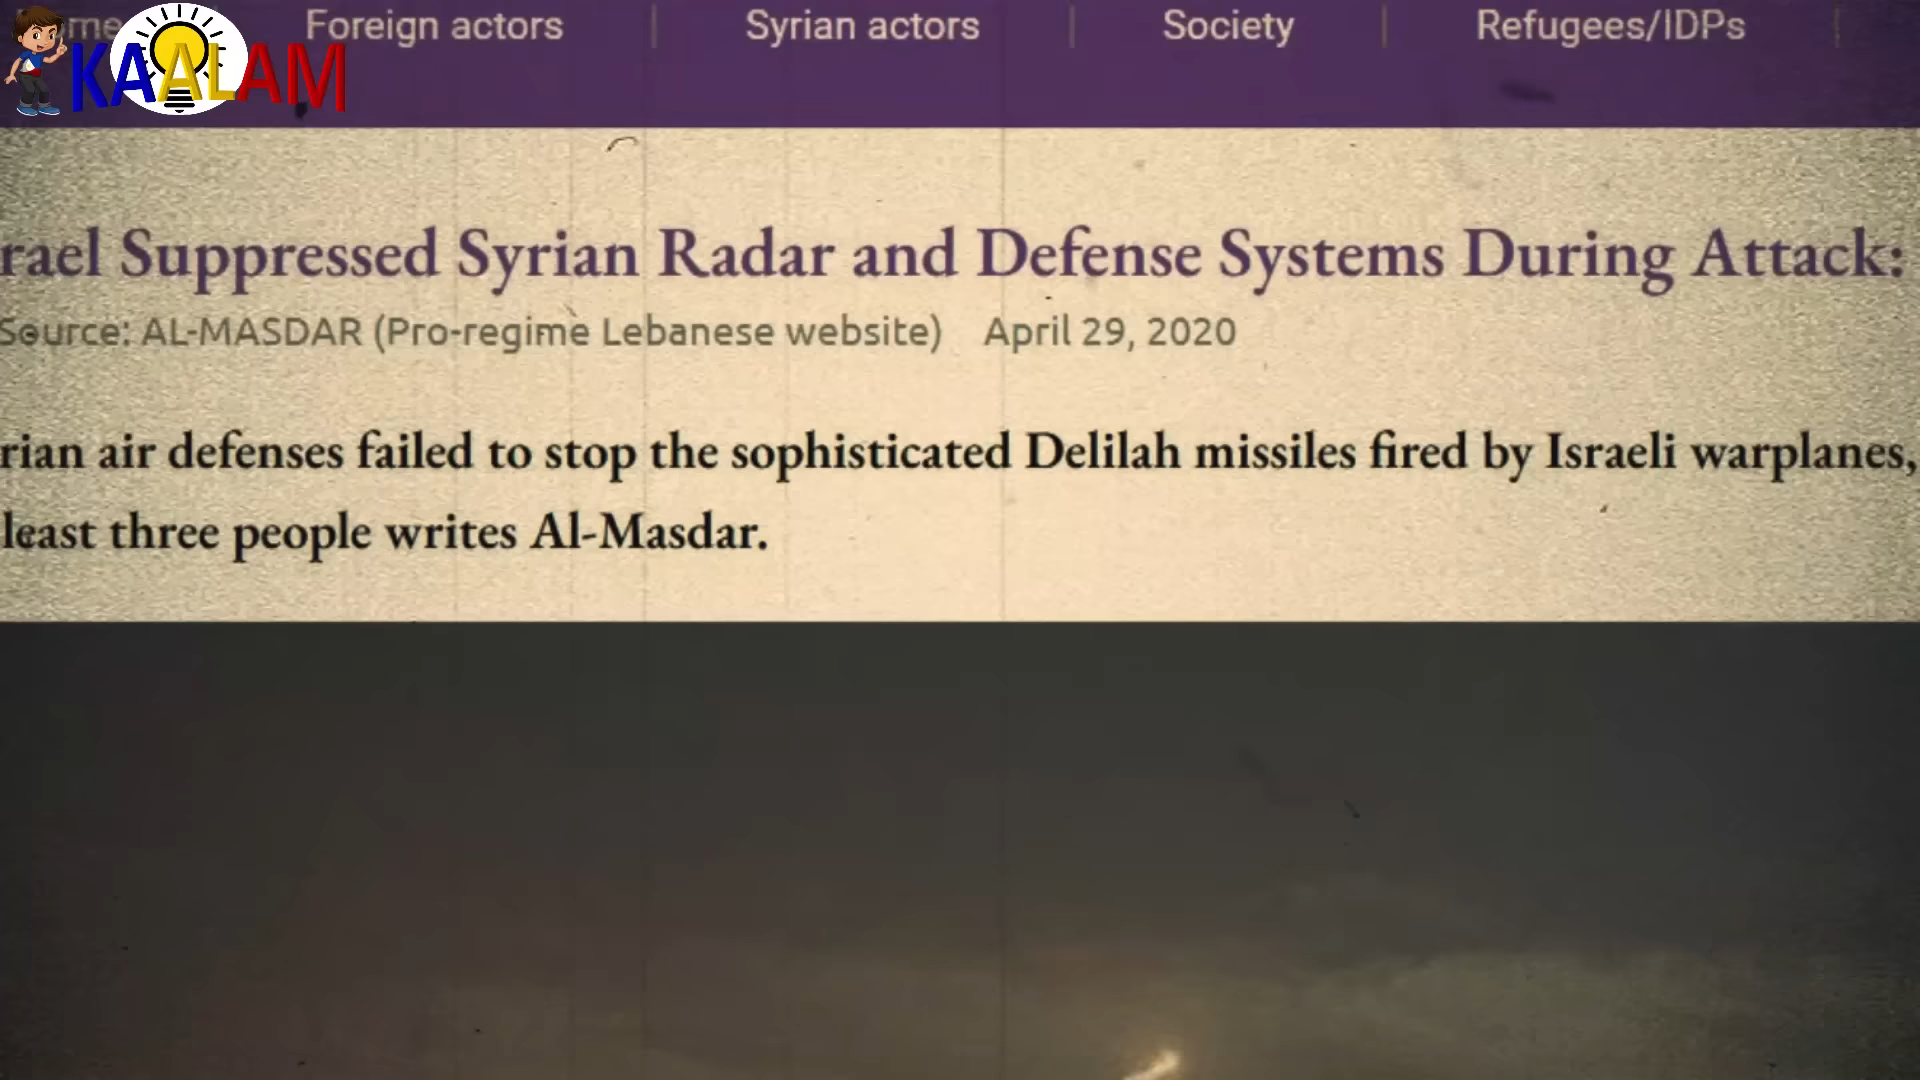 Foreign actors
Syrian actors
Society
Refugees/IDPs
KAALAM
rael Suppressed Syrian Radar and Defense Systems During Attack:
Source: AL-MASDAR (Pro-regime Lebanese website) April 29, 2020
rian air defenses failed to stop the sophisticated Delilah missiles fired by Israeli warplanes,
least three people writes Al-Masdar.